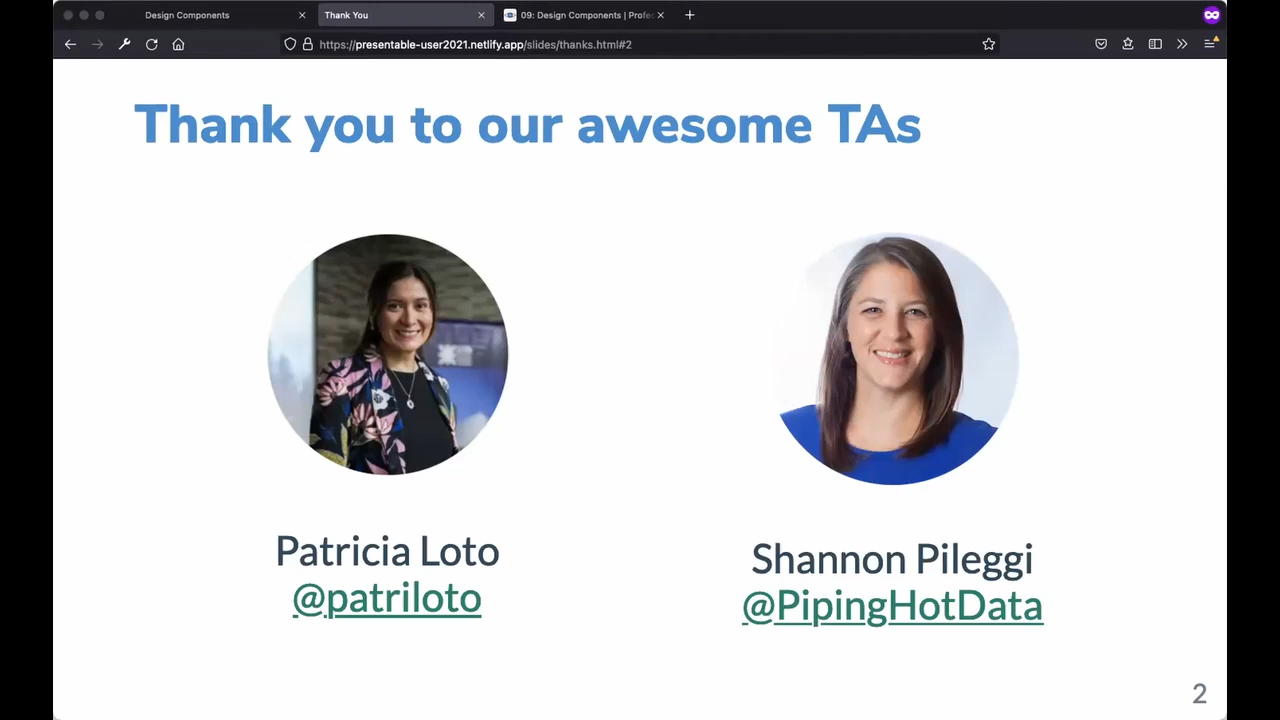 Design Components
Thank You
09: Design Components | Profe
https://presentable-user2021.netlify.app/slides/thanks.html#2
Thank you to our awesome TAs
Patricia Loto
@patriloto
Shannon Pileggi
@PipingHotData
2